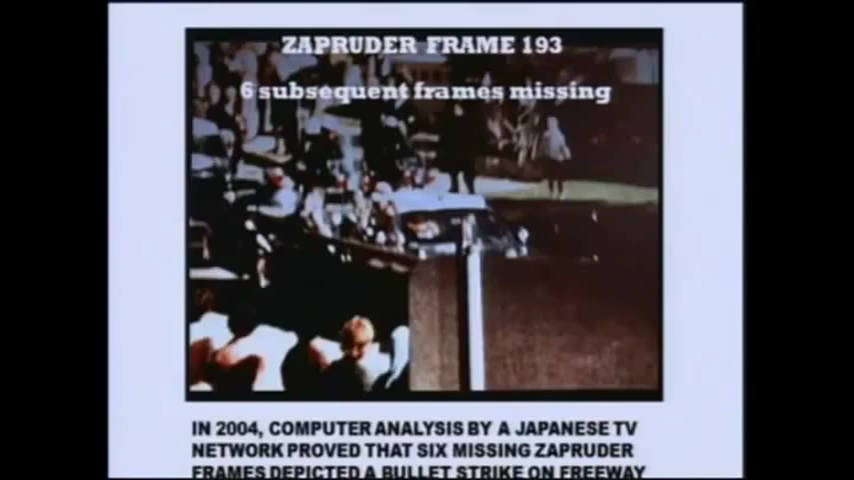 ZAPRUDER FRAME 193
6 subsequent frames missing
IN 2004, COMPUTER ANALYSIS BY A JAPANESE TV
NETWORK PROVED THAT SIX MISSING ZAPRUDER
FRAMES DEPICTED A BULLET STRIKE ON FREEWAY